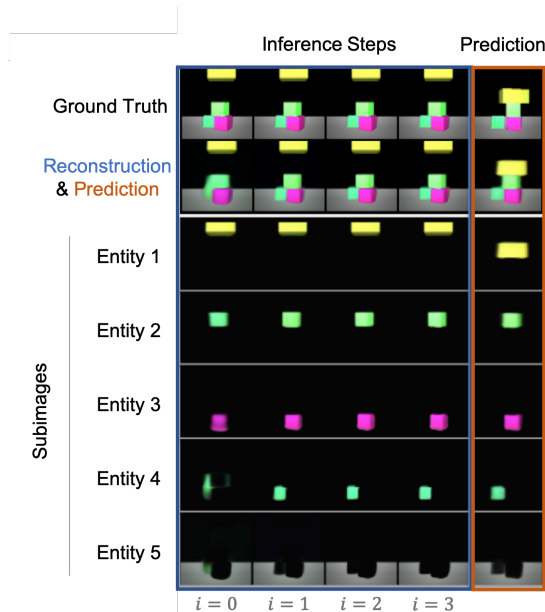 Inference Steps Prediction
Ground Truth
Reconstruction
& Prediction
Entity 1
Entity 2
Entity 3
Entity 4
Entity 5
Subimages
i = 0 i = 1 i = 2 i = 3